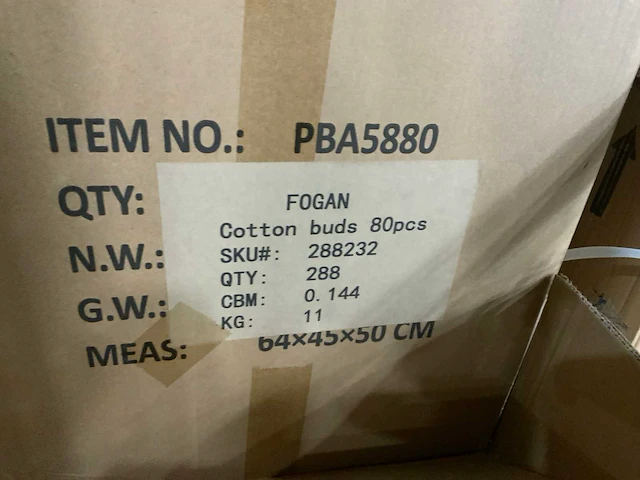 ITEM NO.: PBA5880
QTY:
N.W.:
G.W.:
MEAS: 64×45×50 CM
FOGAN
Cotton buds 80pcs
SKU#: 288232
QTY: 288
CBM: 0.144
KG: 11